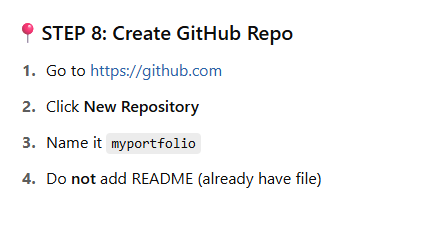 📍 STEP 8: Create GitHub Repo
1. Go to https://github.com
2. Click New Repository
3. Name it myportfolio
4. Do not add README (already have file)